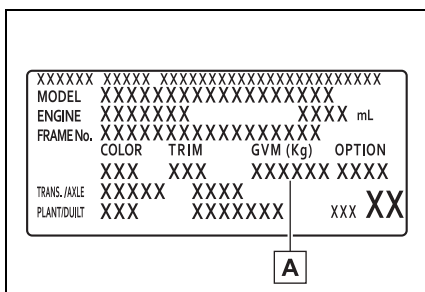 XXXXXX XXXXX XXXXXXXXXXXXXXXXXXXXXXX
MODEL XXXXXXXXXXXXXXXXX
ENGINE XXXXXXX XXXX mL
FRAME No. XXXXXXXXXXXXXXXX
COLOR TRIM GVM (Kg) OPTION
XXX XXX XXXXXX XXXX
TRANS./AXLE XXXXX XXXX
PLANT/DUILT XXX XXXXXXX XXX XX
A